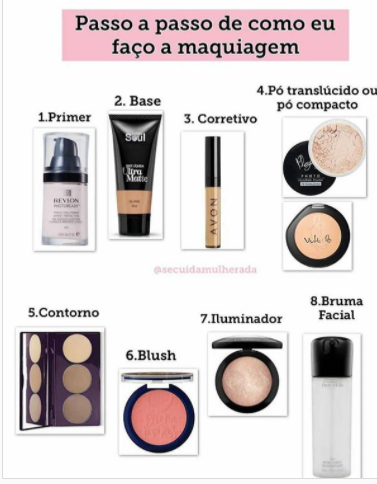 Passo a passo de como eu
faço a maquiagem
1.Primer
2. Base
3. Corretivo
4.Pó translúcido ou
pó compacto
REVLON
PHOTOREADY
Soul
Ultra
Matte
AVON
PHOTO
Vult
@secuidamulherada
5.Contorno
6.Blush
7.Iluminador
8.Bruma
Facial